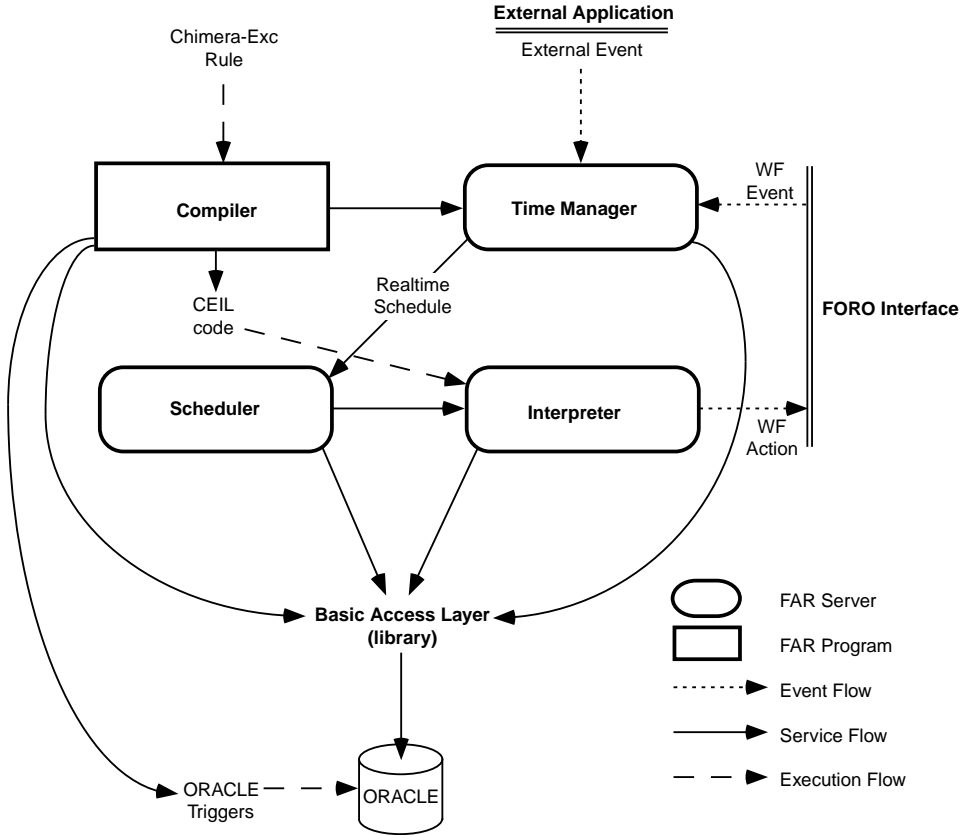 External Application
External Event
Chimera-Exc
Rule
Compiler
Time Manager
WF
Event
FORO Interface
Realtime
Schedule
CEIL
code
Scheduler
Interpreter
WF
Action
Basic Access Layer
(library)
ORACLE
Triggers
ORACLE
FAR Server
FAR Program
Event Flow
Service Flow
Execution Flow